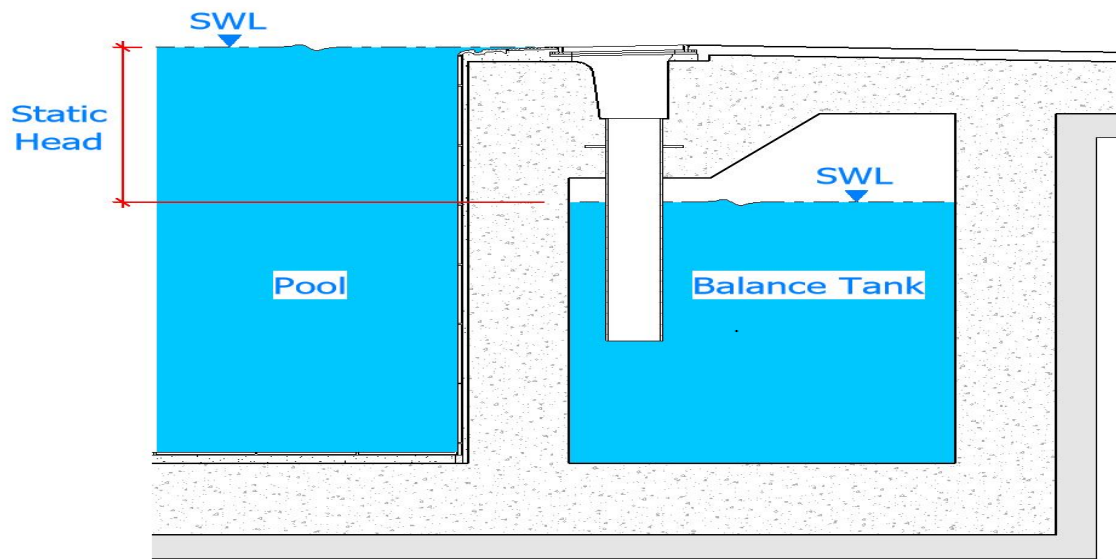 SWL
Static
Head
SWL
Pool
Balance Tank